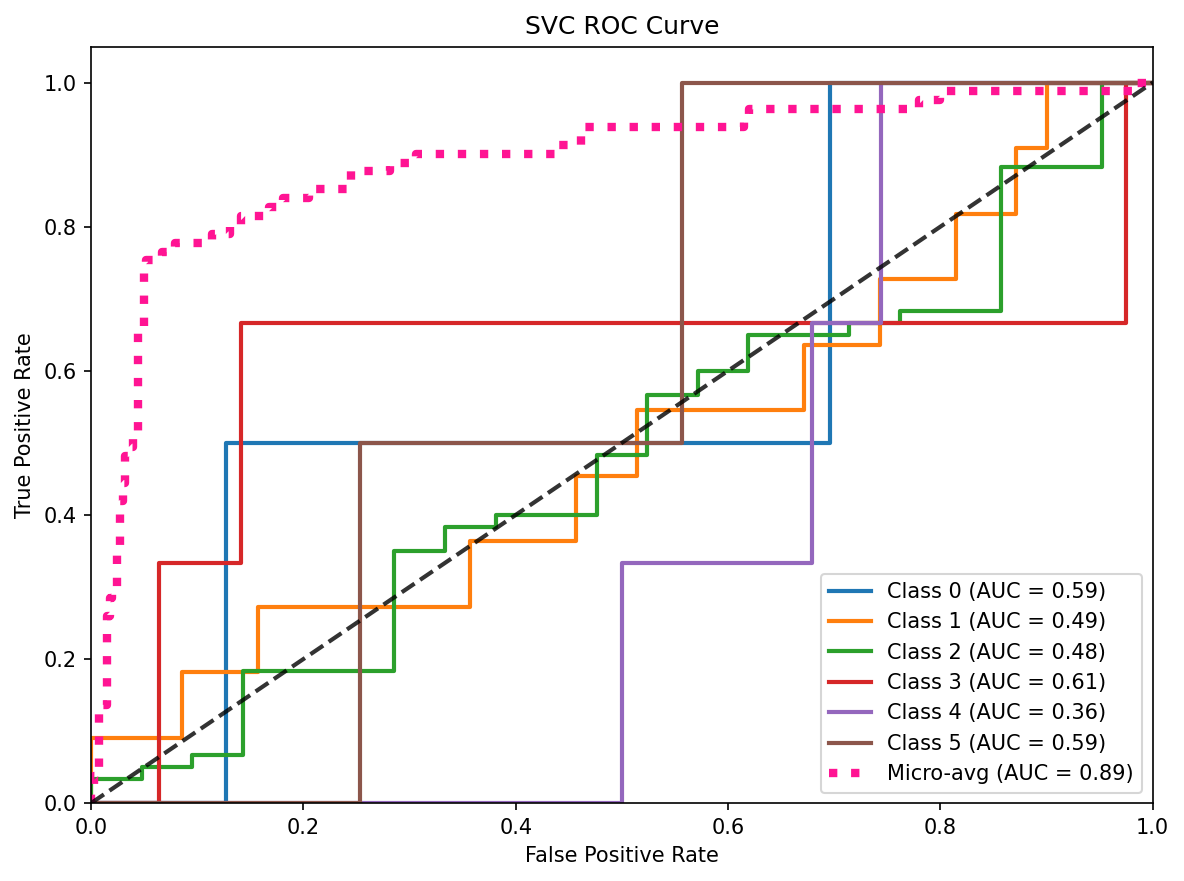 SVC ROC Curve
True Positive Rate
1.0
0.8
0.6
0.4
0.2
0.0
Class 0 (AUC = 0.59)
Class 1 (AUC = 0.49)
Class 2 (AUC = 0.48)
Class 3 (AUC = 0.61)
Class 4 (AUC = 0.36)
Class 5 (AUC = 0.59)
Micro-avg (AUC = 0.89)
0.0 0.2 0.4 0.6 0.8 1.0
False Positive Rate